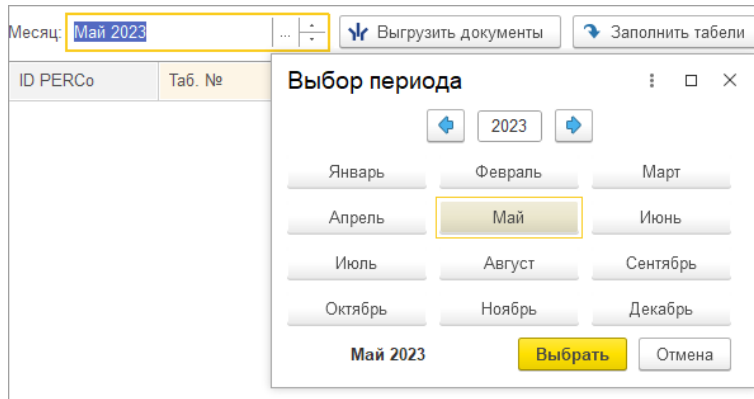 Месяц: Май 2023 ... Выгрузить документы Заполнить табели
ID PERCo Таб. №
Выбор периода
2023
Январь Февраль Март
Апрель Май Июнь
Июль Август Сентябрь
Октябрь Ноябрь Декабрь
Май 2023 Выбрать Отмена